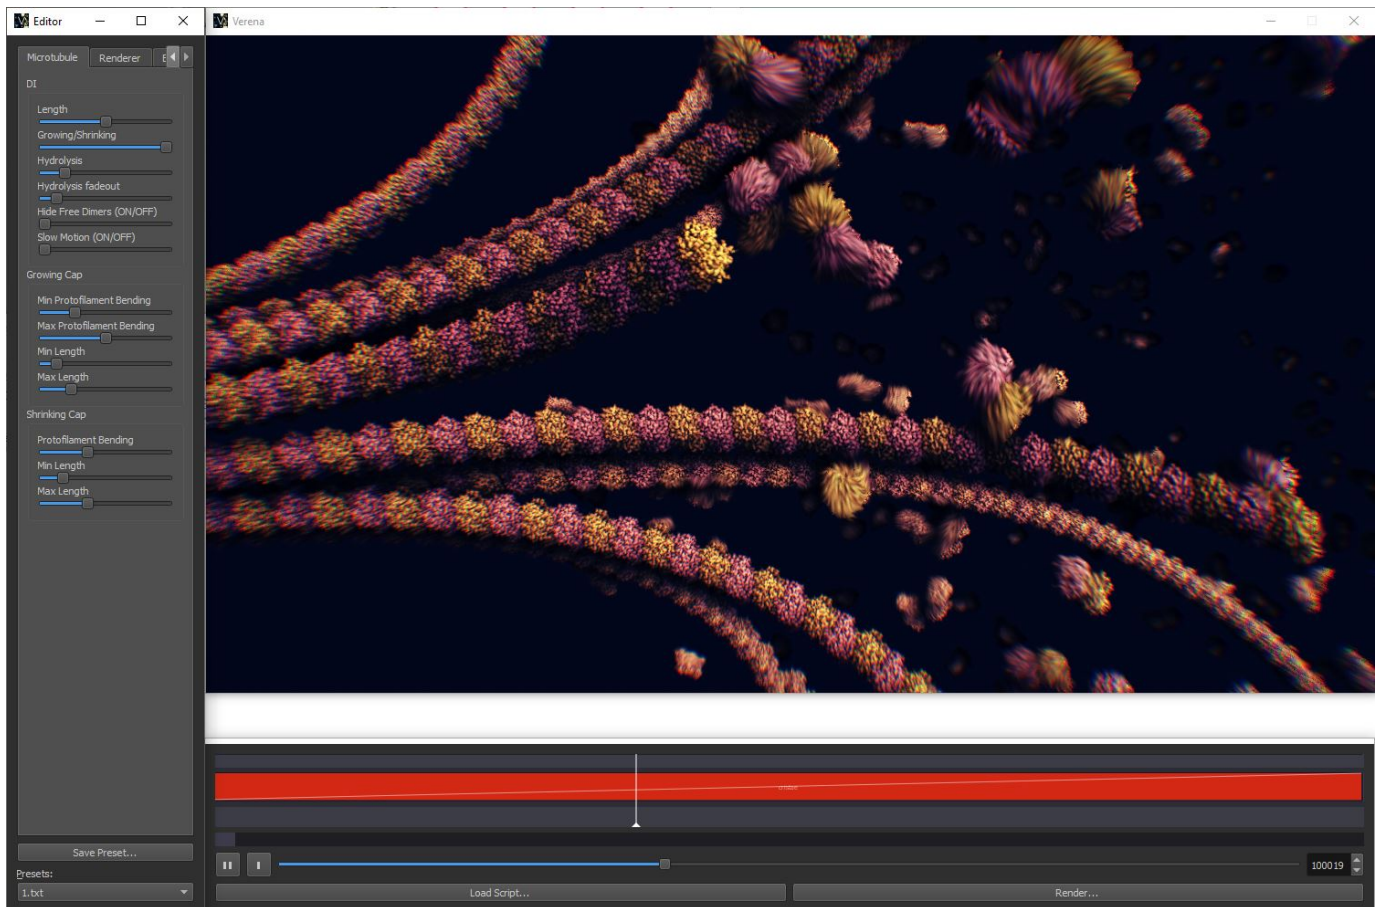 Editor
Verena
Microtubule
Renderer
DI
Length
Growing/Shrinking
Hydrolysis
Hydrolysis fadeout
Hide Free Dimers (ON/OFF)
Slow Motion (ON/OFF)
Growing Cap
Min Protofilament Bending
Max Protofilament Bending
Min Length
Max Length
Shrinking Cap
Protofilament Bending
Min Length
Max Length
Save Preset...
Presets:
1.txt
100019
Load Script...
Render...